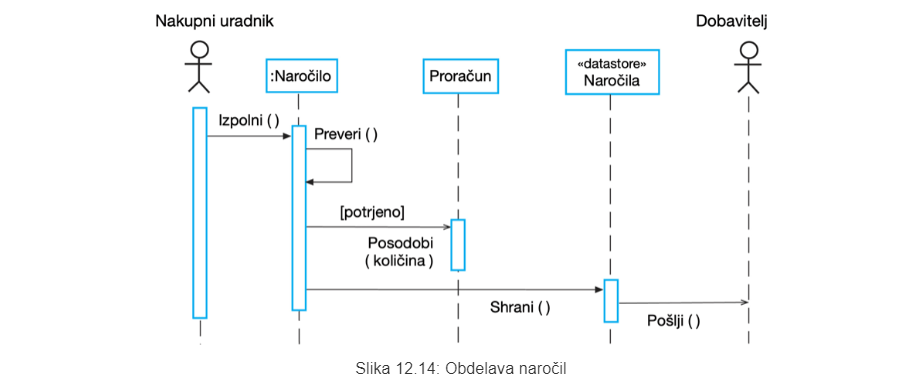 Nakupni uradnik
Dobavitelj
:Naročilo
Proračun
«datastore»
Naročila
Izpolni ( )
Preveri ( )
[potrjeno]
Posodobi
( količina )
Shrani ( )
Pošlji ( )
Slika 12.14: Obdelava naročil